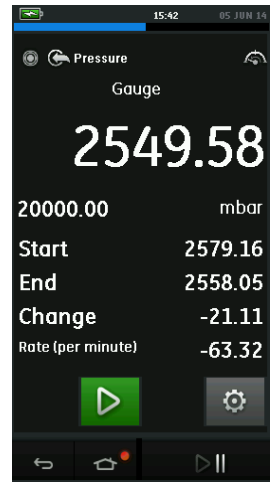 15:42 05 JUN 14
Pressure
Gauge
2549.58
20000.00 mbar
Start 2579.16
End 2558.05
Change -21.11
Rate (per minute) -63.32